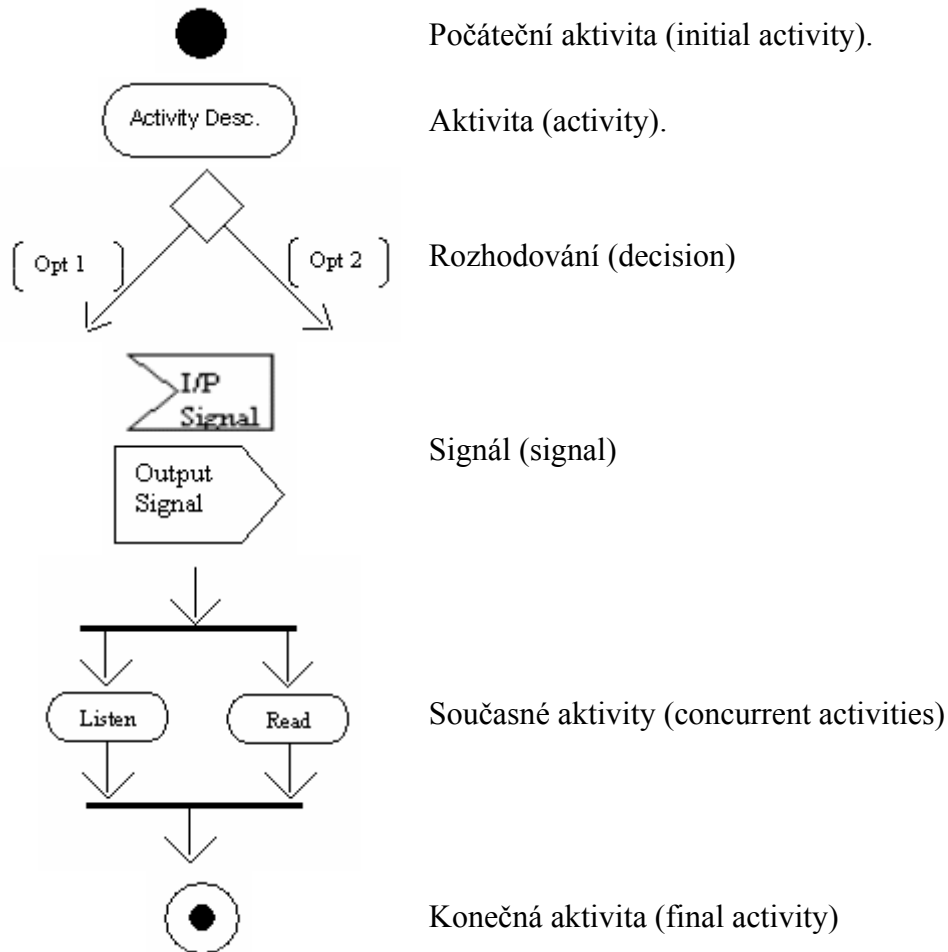 Počáteční aktivita (initial activity).
Activity Desc.
Aktivita (activity).
[ Opt 1 ]
[ Opt 2 ]
Rozhodování (decision)
I/P
Signal
Output
Signal
Signál (signal)
Listen
Read
Současné aktivity (concurrent activities)
Konečná aktivita (final activity)